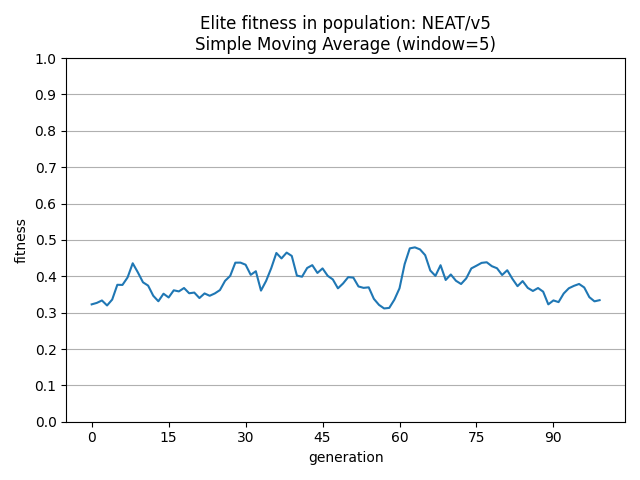 Elite fitness in population: NEAT/v5
Simple Moving Average (window=5)
1.0
0.9
0.8
0.7
0.6
0.5
0.4
0.3
0.2
0.1
0.0
fitness
0 15 30 45 60 75 90
generation